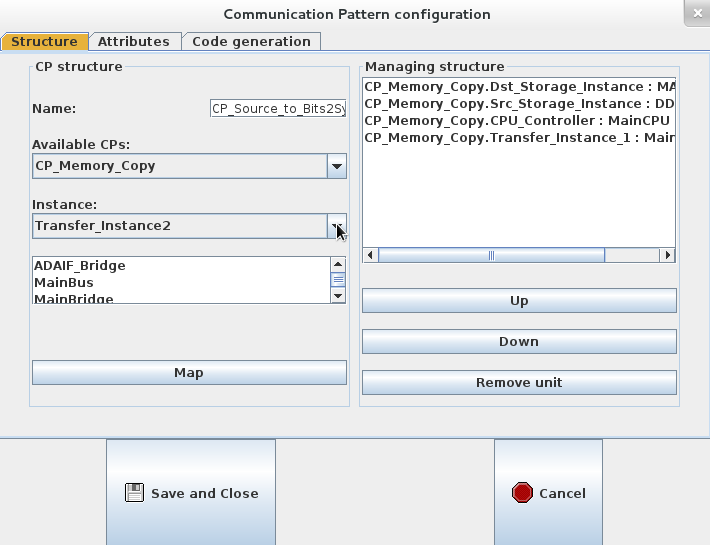 Communication Pattern configuration
Structure
Attributes
Code generation
CP structure
Name:
CP_Source_to_Bits2Sy
Available CPs:
CP_Memory_Copy
Instance:
Transfer_Instance2
ADAIF_Bridge
MainBus
MainBridge
Map
Managing structure
CP_Memory_Copy.Dst_Storage_Instance : MA
CP_Memory_Copy.Src_Storage_Instance : DD
CP_Memory_Copy.CPU_Controller : MainCPU
CP_Memory_Copy.Transfer_Instance_1 : Main
Up
Down
Remove unit
Save and Close
Cancel